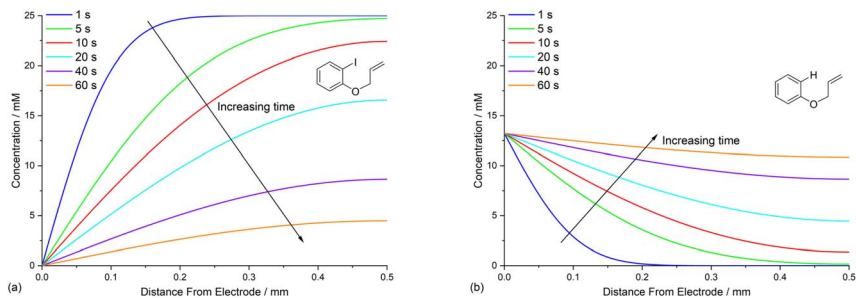 1 s
5 s
10 s
20 s
40 s
60 s
I
O
Increasing time
Concentration / mM
25
20
15
10
5
0
0.0 0.1 0.2 0.3 0.4 0.5
Distance From Electrode / mm
(a)
1 s
5 s
10 s
20 s
40 s
60 s
H
O
Increasing time
Concentration / mM
25
20
15
10
5
0
0.0 0.1 0.2 0.3 0.4 0.5
Distance From Electrode / mm
(b)